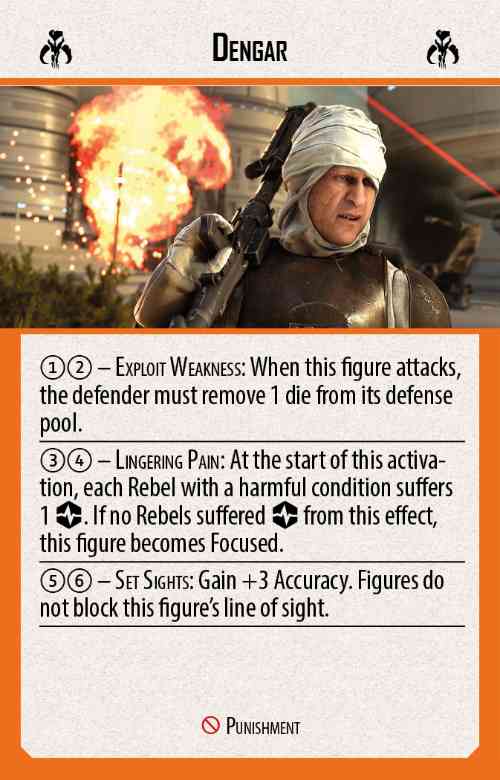 Dengar
①② – Exploit Weakness: When this figure attacks,
the defender must remove 1 die from its defense
pool.
③④ – Lingering Pain: At the start of this activa-
tion, each Rebel with a harmful condition suffers
1 . If no Rebels suffered  from this effect,
this figure becomes Focused.
⑤⑥ – Set Sights: Gain +3 Accuracy. Figures do
not block this figure's line of sight.
Punishment